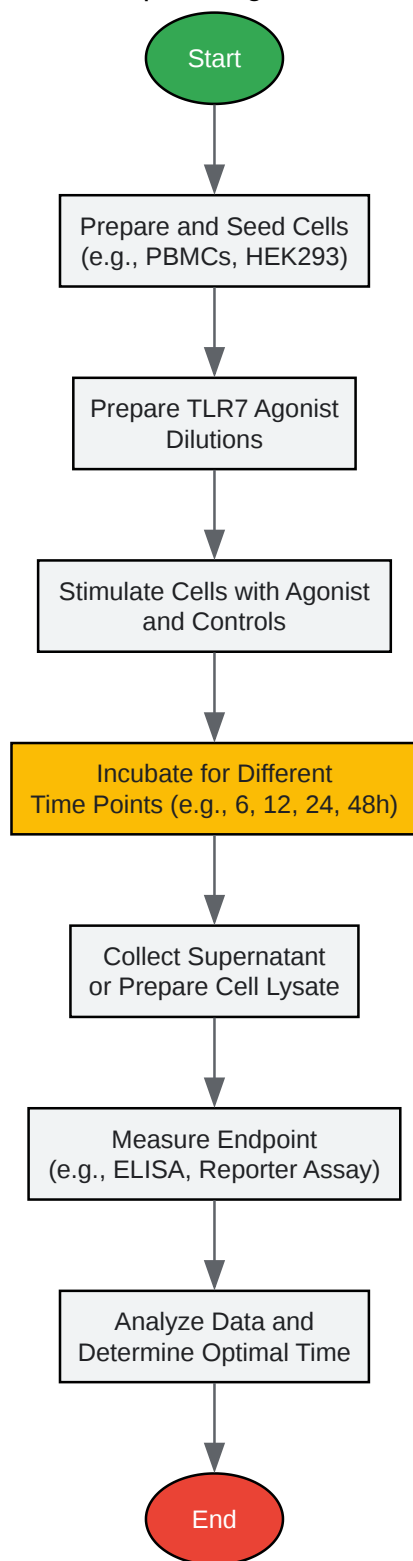 Start
Prepare and Seed Cells
(e.g., PBMCs, HEK293)
Prepare TLR7 Agonist
Dilutions
Stimulate Cells with Agonist
and Controls
Incubate for Different
Time Points (e.g., 6, 12, 24, 48h)
Collect Supernatant
or Prepare Cell Lysate
Measure Endpoint
(e.g., ELISA, Reporter Assay)
Analyze Data and
Determine Optimal Time
End